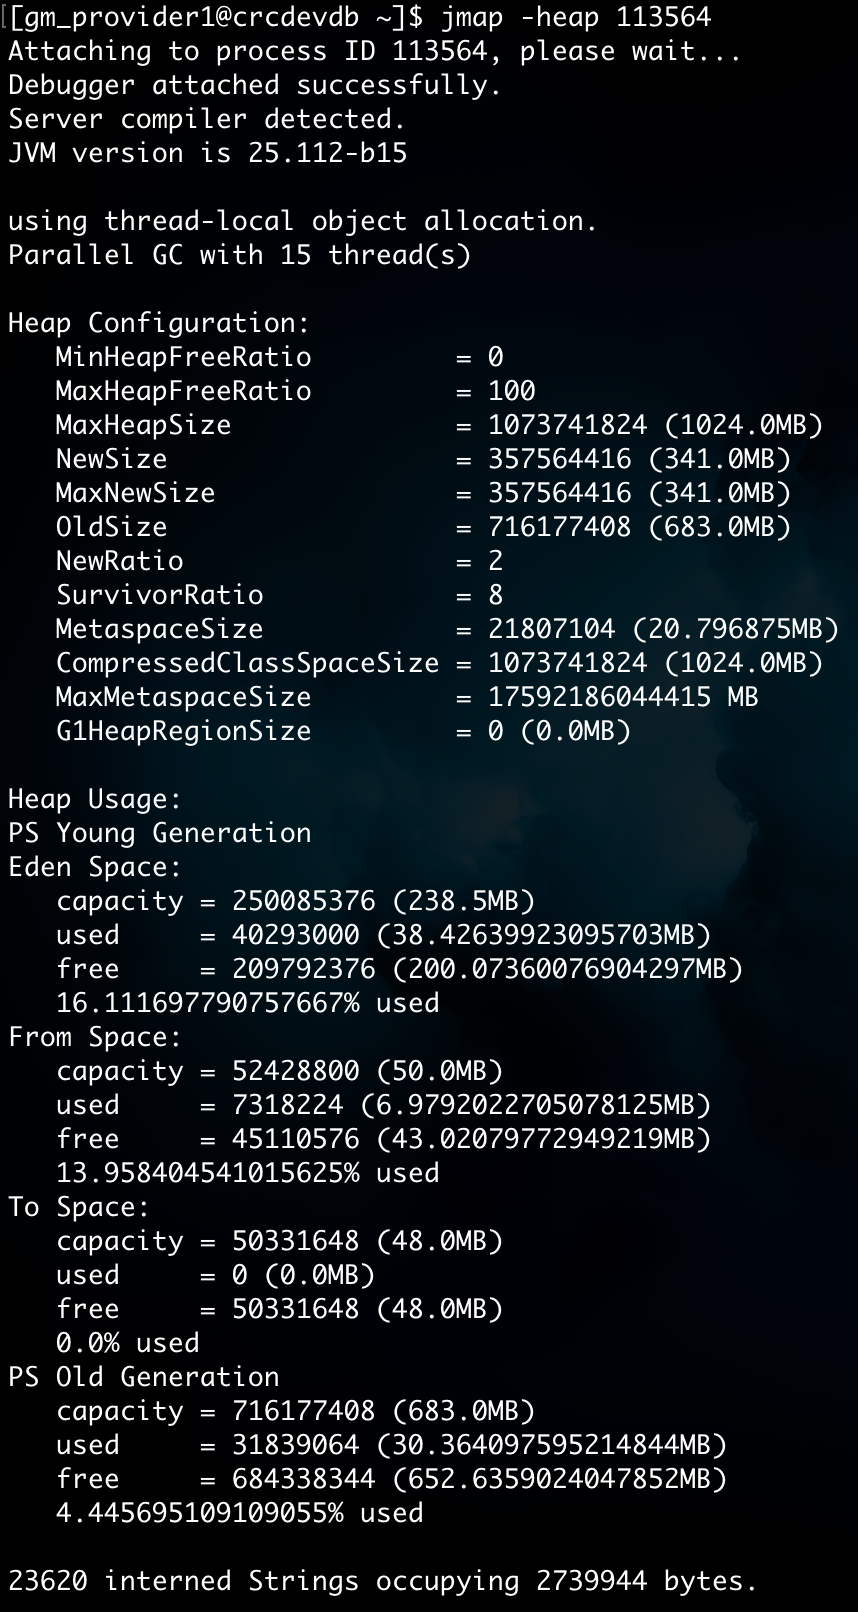 [[gm_provider1@crcdevdb ~]$ jmap -heap 113564
Attaching to process ID 113564, please wait...
Debugger attached successfully.
Server compiler detected.
JVM version is 25.112-b15

using thread-local object allocation.
Parallel GC with 15 thread(s)

Heap Configuration:
   MinHeapFreeRatio         = 0
   MaxHeapFreeRatio         = 100
   MaxHeapSize              = 1073741824 (1024.0MB)
   NewSize                  = 357564416 (341.0MB)
   MaxNewSize               = 357564416 (341.0MB)
   OldSize                  = 716177408 (683.0MB)
   NewRatio                 = 2
   SurvivorRatio            = 8
   MetaspaceSize            = 21807104 (20.796875MB)
   CompressedClassSpaceSize = 1073741824 (1024.0MB)
   MaxMetaspaceSize         = 17592186044415 MB
   G1HeapRegionSize         = 0 (0.0MB)

Heap Usage:
PS Young Generation
Eden Space:
   capacity = 250085376 (238.5MB)
   used     = 40293000 (38.42639923095703MB)
   free     = 209792376 (200.07360076904297MB)
   16.111697790757667% used
From Space:
   capacity = 52428800 (50.0MB)
   used     = 7318224 (6.9792022705078125MB)
   free     = 45110576 (43.02079772949219MB)
   13.958404541015625% used
To Space:
   capacity = 50331648 (48.0MB)
   used     = 0 (0.0MB)
   free     = 50331648 (48.0MB)
   0.0% used
PS Old Generation
   capacity = 716177408 (683.0MB)
   used     = 31839064 (30.364097595214844MB)
   free     = 684338344 (652.6359024047852MB)
   4.445695109109055% used

23620 interned Strings occupying 2739944 bytes.